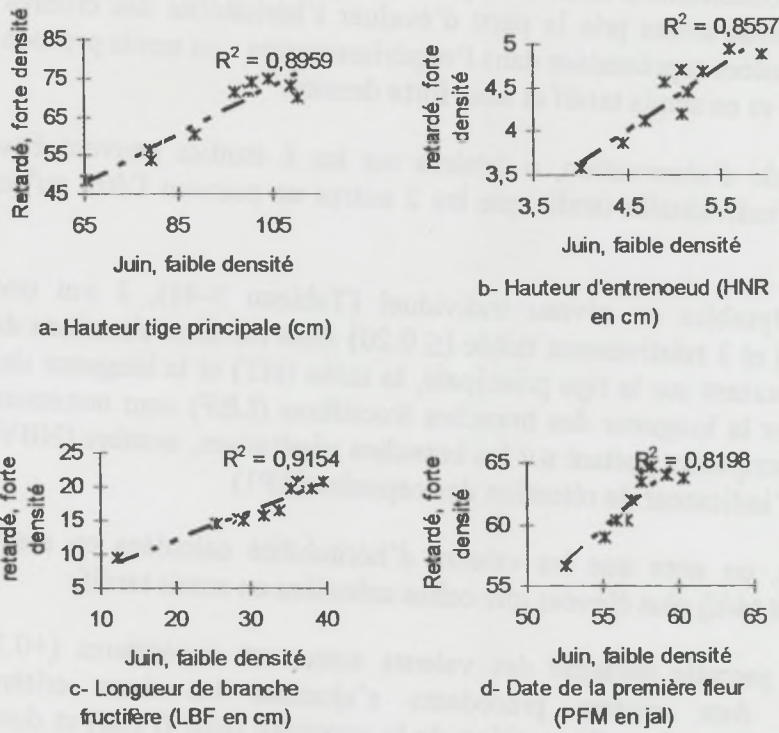 R² = 0,8959
Retardé, forte densité
85
75
65
55
45
65
85
105
Juin, faible densité
a- Hauteur tige principale (cm)
R² = 0,8557
retardé, forte
densité
5
4,5
4
3,5
3,5
4,5
5,5
Juin, faible densité
b- Hauteur d'entrenoeud (HNR
en cm)
R² = 0,9154
retardé, forte
densité
25
20
15
10
5
10
20
30
40
Juin, faible densité
c- Longueur de branche
fructifère (LBF en cm)
R² = 0,8198
Retardé, forte
densité
65
60
55
50
55
60
65
Juin, faible densité
d- Date de la première fleur
(PFM en jal)